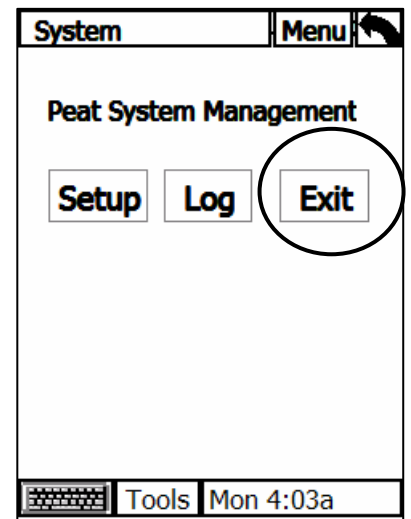 System Menu
Peat System Management
Setup Log Exit
Tools Mon 4:03a